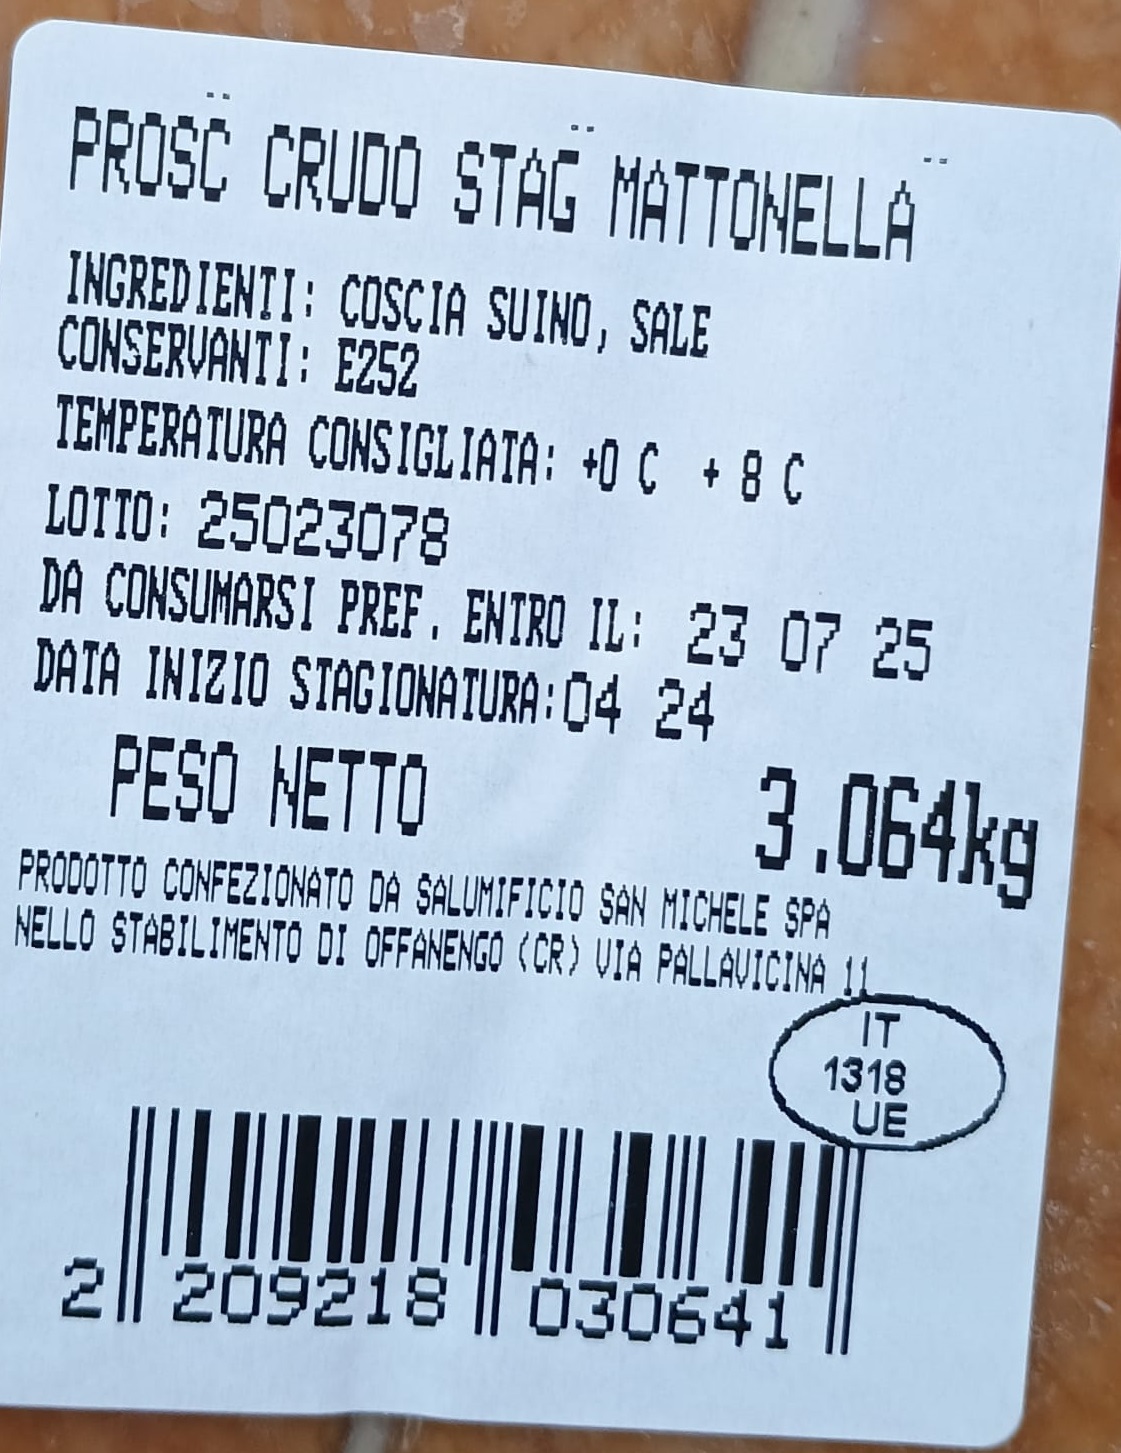 PROSC CRUDO STAG MATTONELLA
INGREDIENTI: COSCIA SUINO, SALE
CONSERVANTI: E252
TEMPERATURA CONSIGLIATA: +0 C + 8 C
LOTTO: 25023078
DA CONSUMARSI PREF. ENTRO IL: 23 07 25
DATA INIZIO STAGIONATURA:04 24
PESO NETTO 3.064kg
PRODOTTO CONFEZIONATO DA SALUMIFICIO SAN MICHELE SPA
NELLO STABILIMENTO DI OFFANENGO (CR) VIA PALLAVICINA 11
IT
1318
UE
2 209218 030641